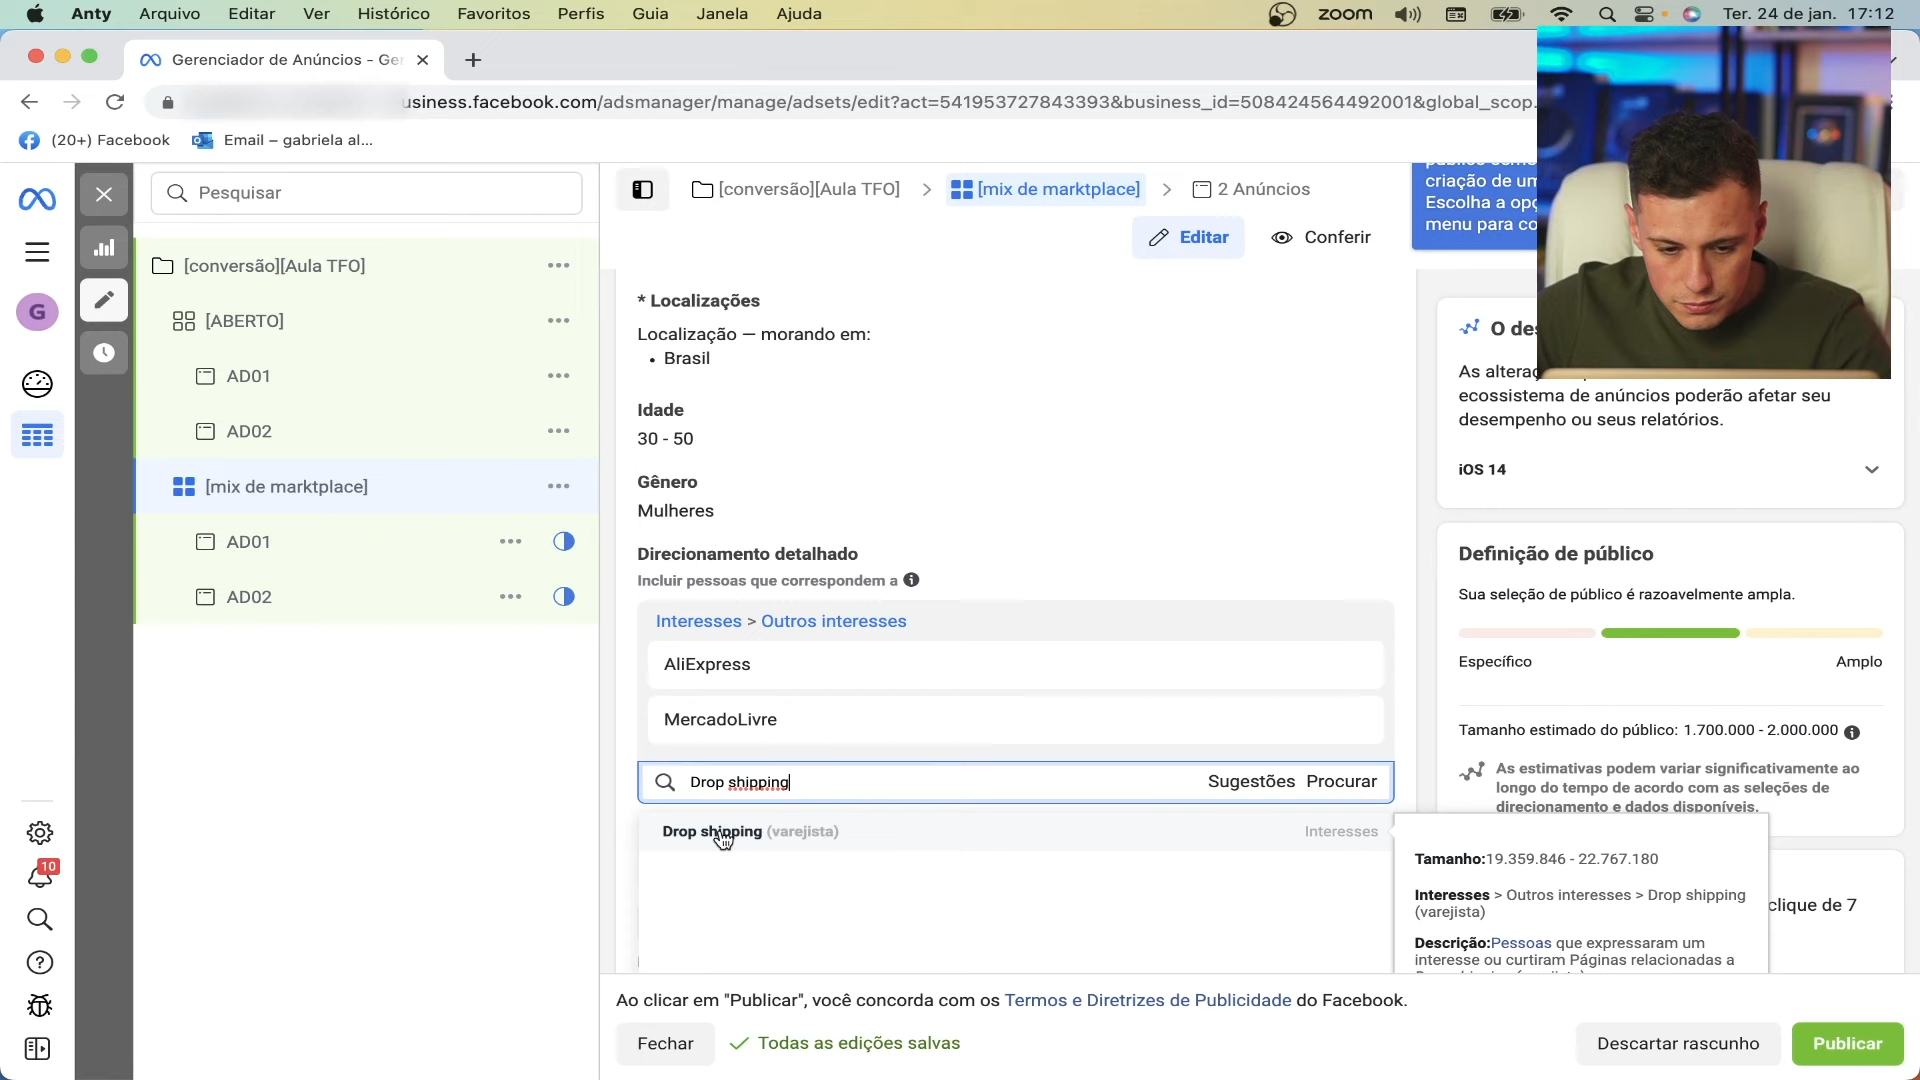 Anty Arquivo Editar Ver Histórico Favoritos Perfis Guia Janela Ajuda
zoom Ter. 24 de jan. 17:12
Gerenciador de Anúncios - Ger
usiness.facebook.com/adsmanager/manage/adsets/edit?act=541953727843393&business_id=508424564492001&global_scop.
(20+) Facebook Email – gabriela al...
Pesquisar
[conversão][Aula TFO] > [mix de marktplace] > 2 Anúncios
criação de um
Escolha a opç
menu para co
Editar Conferir
G
[conversão][Aula TFO]
[ABERTO]
AD01
AD02
[mix de marktplace]
AD01
AD02
10
* Localizações
Localização — morando em:
• Brasil
Idade
30 - 50
Gênero
Mulheres
Direcionamento detalhado
Incluir pessoas que correspondem a
Interesses > Outros interesses
AliExpress
MercadoLivre
Drop shipping Sugestões Procurar
Drop shipping (varejista) Interesses
O des
As alteraç
ecossistema de anúncios poderão afetar seu
desempenho ou seus relatórios.
iOS 14
Definição de público
Sua seleção de público é razoavelmente ampla.
Específico Amplo
Tamanho estimado do público: 1.700.000 - 2.000.000
As estimativas podem variar significativamente ao
longo do tempo de acordo com as seleções de
direcionamento e dados disponíveis.
Tamanho:19.359.846 - 22.767.180
Interesses > Outros interesses > Drop shipping
(varejista)
clique de 7
Descrição:Pessoas que expressaram um
interesse ou curtiram Páginas relacionadas a
Ao clicar em "Publicar", você concorda com os Termos e Diretrizes de Publicidade do Facebook.
Fechar Todas as edições salvas Descartar rascunho Publicar